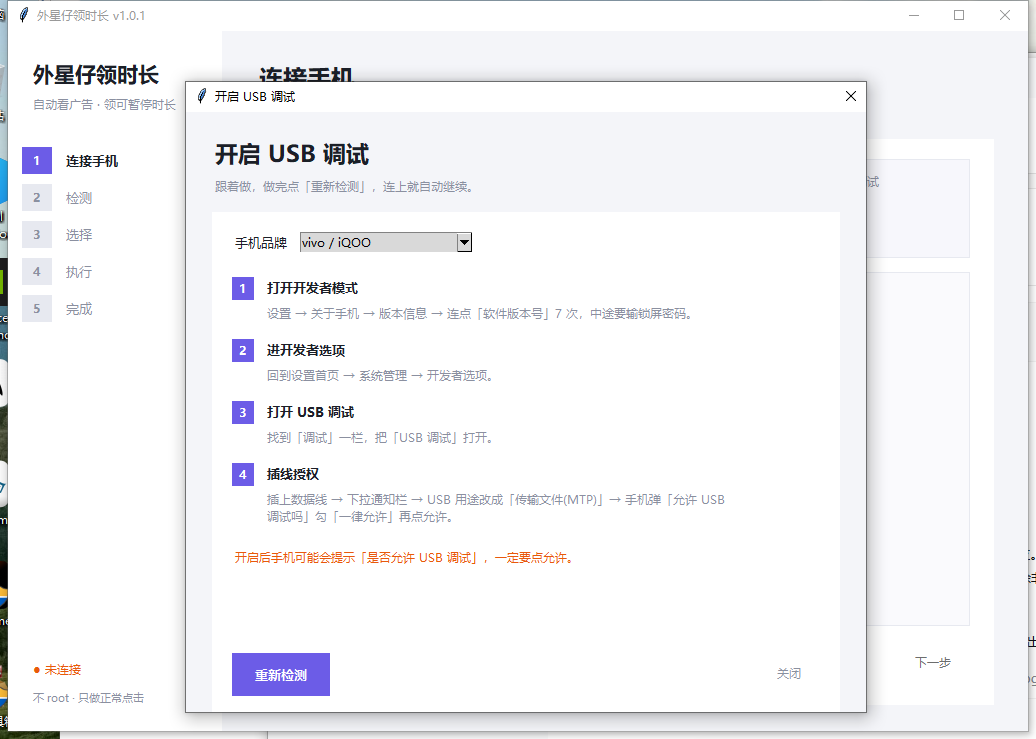 外星仔领时长 v1.0.1
外星仔领时长
自动看广告 · 领可暂停时长
1 连接手机
2 检测
3 选择
4 执行
5 完成
● 未连接
不 root · 只做正常点击
连接手机
开启 USB 调试
开启 USB 调试
跟着做，做完点「重新检测」，连上就自动继续。
手机品牌 vivo / iQOO
1 打开开发者模式
设置 → 关于手机 → 版本信息 → 连点「软件版本号」7 次，中途要输锁屏密码。
2 进开发者选项
回到设置首页 → 系统管理 → 开发者选项。
3 打开 USB 调试
找到「调试」一栏，把「USB 调试」打开。
4 插线授权
插上数据线 → 下拉通知栏 → USB 用途改成「传输文件(MTP)」→ 手机弹「允许 USB
调试吗」勾「一律允许」再点允许。
开启后手机可能会提示「是否允许 USB 调试」，一定要点允许。
重新检测
关闭
试
下一步